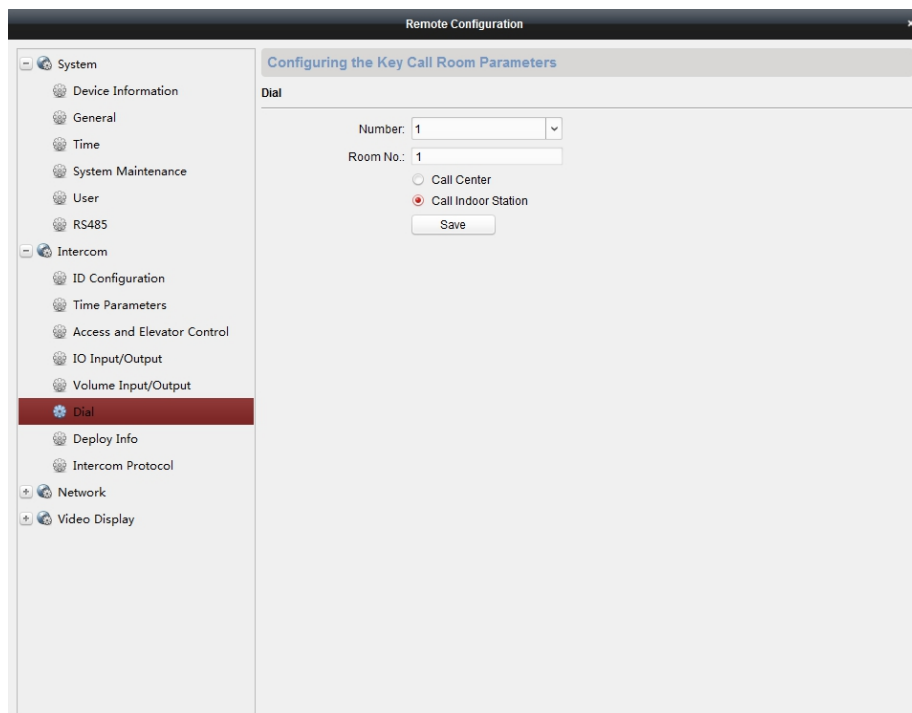 Remote Configuration
System
Device Information
General
Time
System Maintenance
User
RS485
Intercom
ID Configuration
Time Parameters
Access and Elevator Control
IO Input/Output
Volume Input/Output
Dial
Deploy Info
Intercom Protocol
Network
Video Display
Configuring the Key Call Room Parameters
Dial
Number: 1
Room No.: 1
Call Center
Call Indoor Station
Save